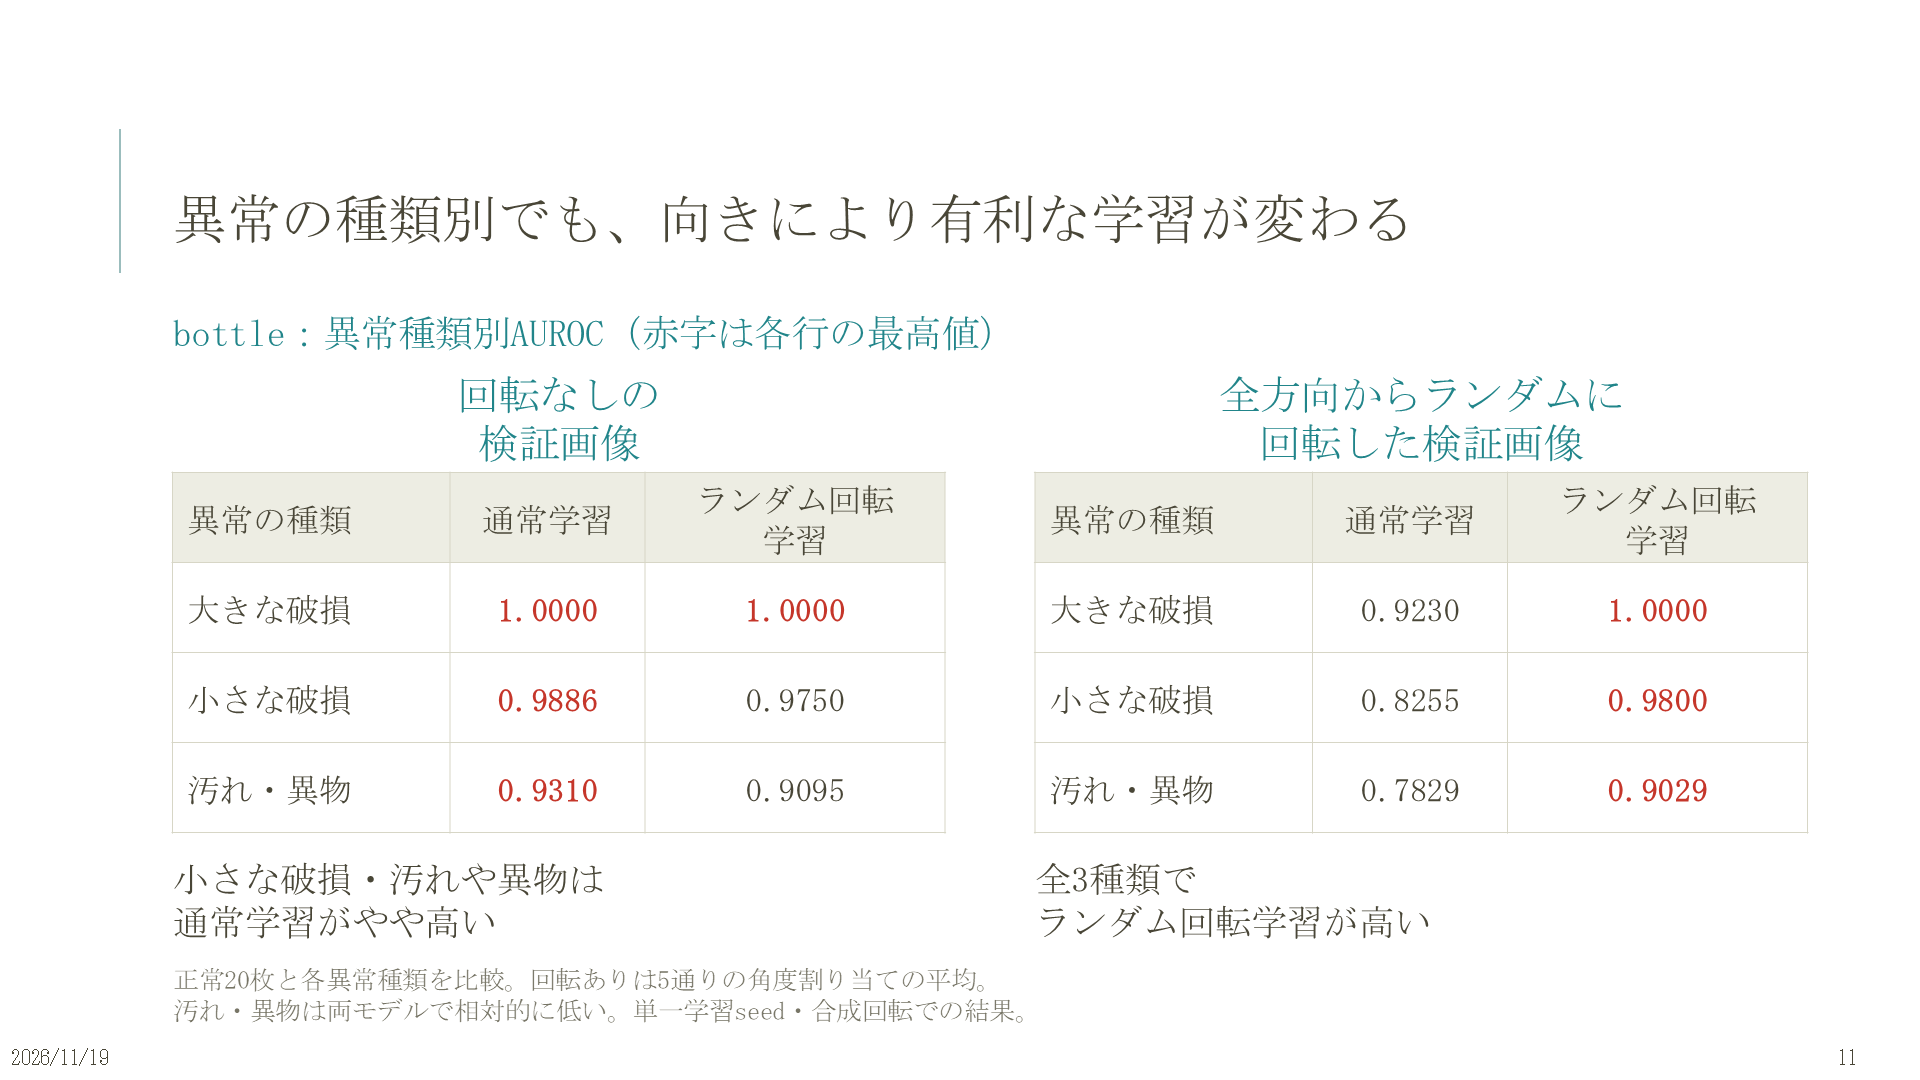 異常の種類別でも、向きにより有利な学習が変わる
bottle：異常種類別AUROC（赤字は各行の最高値）
回転なしの
検証画像
異常の種類 通常学習 ランダム回転
学習
大きな破損 1.0000 1.0000
小さな破損 0.9886 0.9750
汚れ・異物 0.9310 0.9095
小さな破損・汚れや異物は
通常学習がやや高い
全方向からランダムに
回転した検証画像
異常の種類 通常学習 ランダム回転
学習
大きな破損 0.9230 1.0000
小さな破損 0.8255 0.9800
汚れ・異物 0.7829 0.9029
全3種類で
ランダム回転学習が高い
正常20枚と各異常種類を比較。回転ありは5通りの角度割り当ての平均。
汚れ・異物は両モデルで相対的に低い。単一学習seed・合成回転での結果。
2026/11/19
11